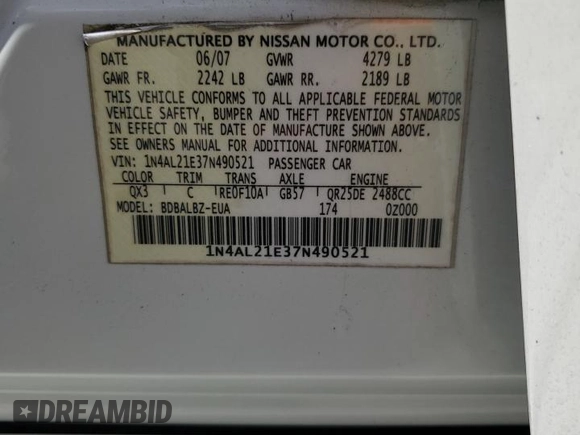 MANUFACTURED BY NISSAN MOTOR CO., LTD.
DATE 06/07 GVWR 4279 LB
GAWR FR. 2242 LB GAWR RR. 2189 LB
THIS VEHICLE CONFORMS TO ALL APPLICABLE FEDERAL MOTOR
VEHICLE SAFETY, BUMPER AND THEFT PREVENTION STANDARDS
IN EFFECT ON THE DATE OF MANUFACTURE SHOWN ABOVE.
SEE OWNERS MANUAL FOR ADDITIONAL INFORMATION.
VIN: 1N4AL21E37N490521 PASSENGER CAR
COLOR TRIM TRANS AXLE ENGINE
QX3 C RE0F10A GB57 QR25DE 2488CC
MODEL: BDBALBZ-EUA 174 0Z000
1N4AL21E37N490521
DREAMBID